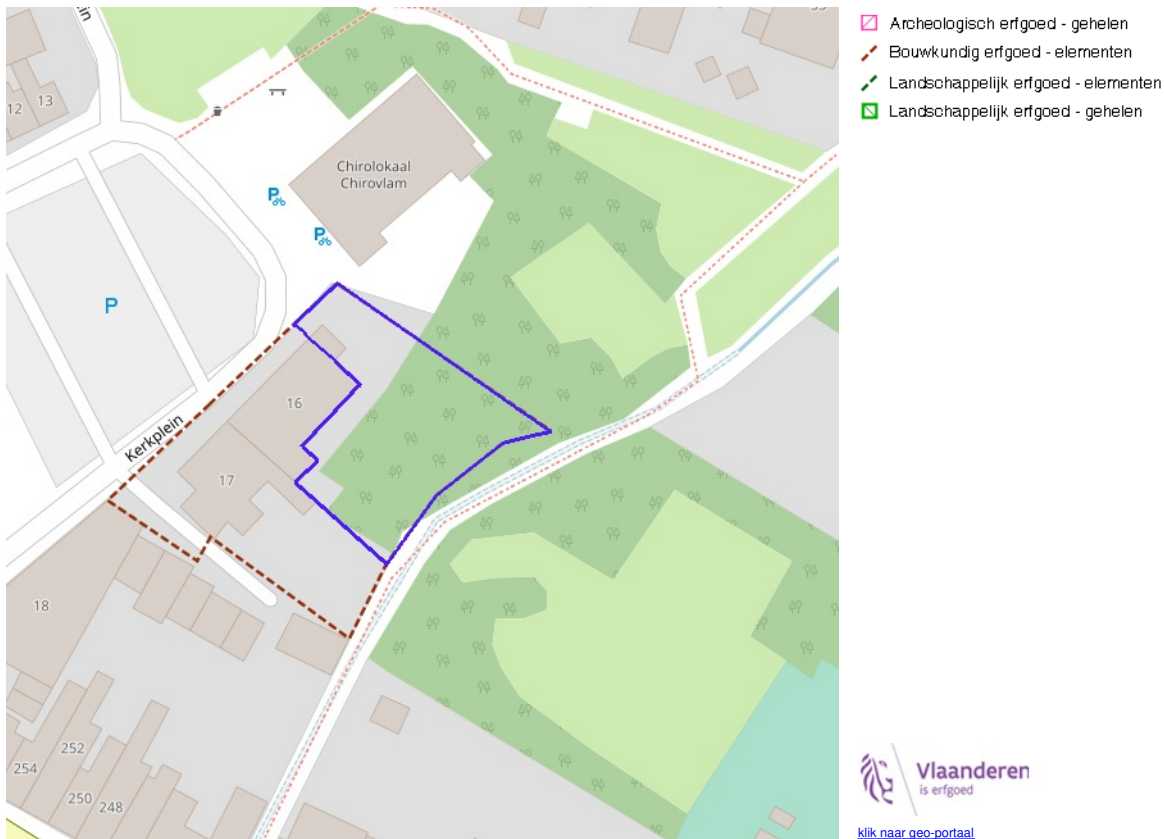 in
12
13
Chirolokaal
Chirovlam
P
P
P
Kerkplein
16
17
18
252
254
250
248
Archeologisch erfgoed - gehelen
Bouwkundig erfgoed - elementen
Landschappelijk erfgoed - elementen
Landschappelijk erfgoed - gehelen
Vlaanderen
is erfgoed
klik naar geo-portaal